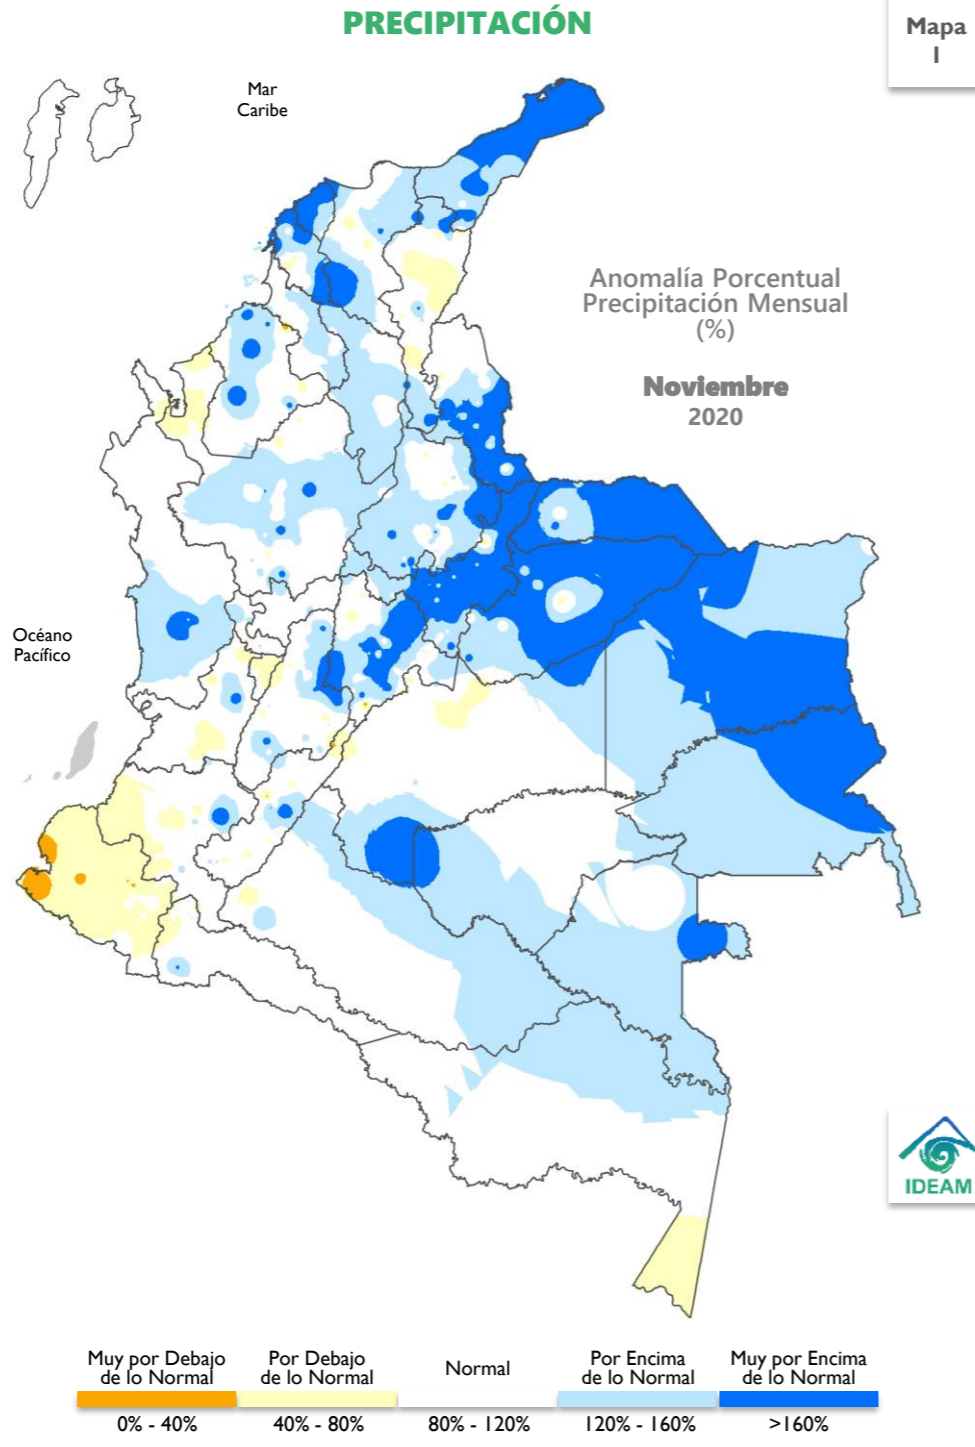 PRECIPITACIÓN
Mapa
1
Mar
Caribe
Anomalía Porcentual
Precipitación Mensual
(%)
Noviembre
2020
Océano
Pacífico
IDEAM
Muy por Debajo
de lo Normal
Por Debajo
de lo Normal
Normal
Por Encima
de lo Normal
Muy por Encima
de lo Normal
0% - 40%
40% - 80%
80% - 120%
120% - 160%
>160%